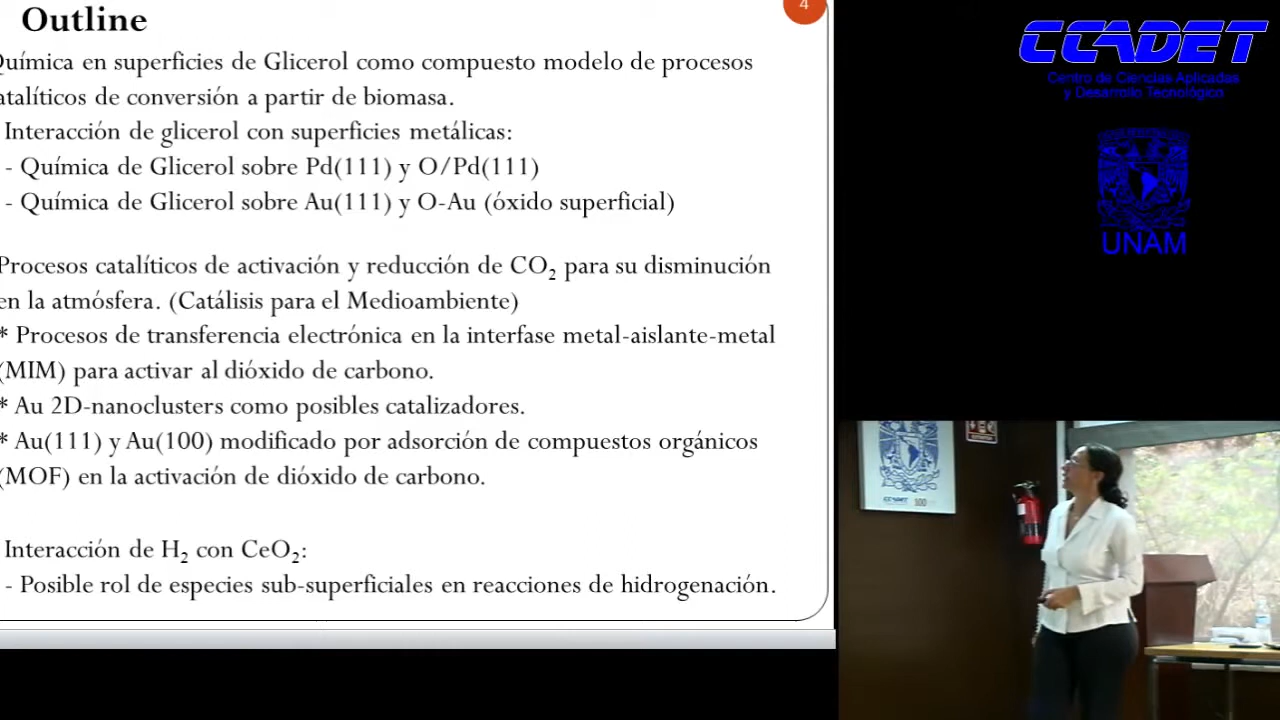 Outline
4
Química en superficies de Glicerol como compuesto modelo de procesos
atalíticos de conversión a partir de biomasa.
Interacción de glicerol con superficies metálicas:
- Química de Glicerol sobre Pd(111) y O/Pd(111)
- Química de Glicerol sobre Au(111) y O-Au (óxido superficial)
Procesos catalíticos de activación y reducción de CO₂ para su disminución
en la atmósfera. (Catálisis para el Medioambiente)
* Procesos de transferencia electrónica en la interfase metal-aislante-metal
(MIM) para activar al dióxido de carbono.
* Au 2D-nanoclusters como posibles catalizadores.
* Au(111) y Au(100) modificado por adsorción de compuestos orgánicos
(MOF) en la activación de dióxido de carbono.
Interacción de H₂ con CeO₂:
- Posible rol de especies sub-superficiales en reacciones de hidrogenación.
CCADET
Centro de Ciencias Aplicadas
y Desarrollo Tecnológico
UNAM
CCADET